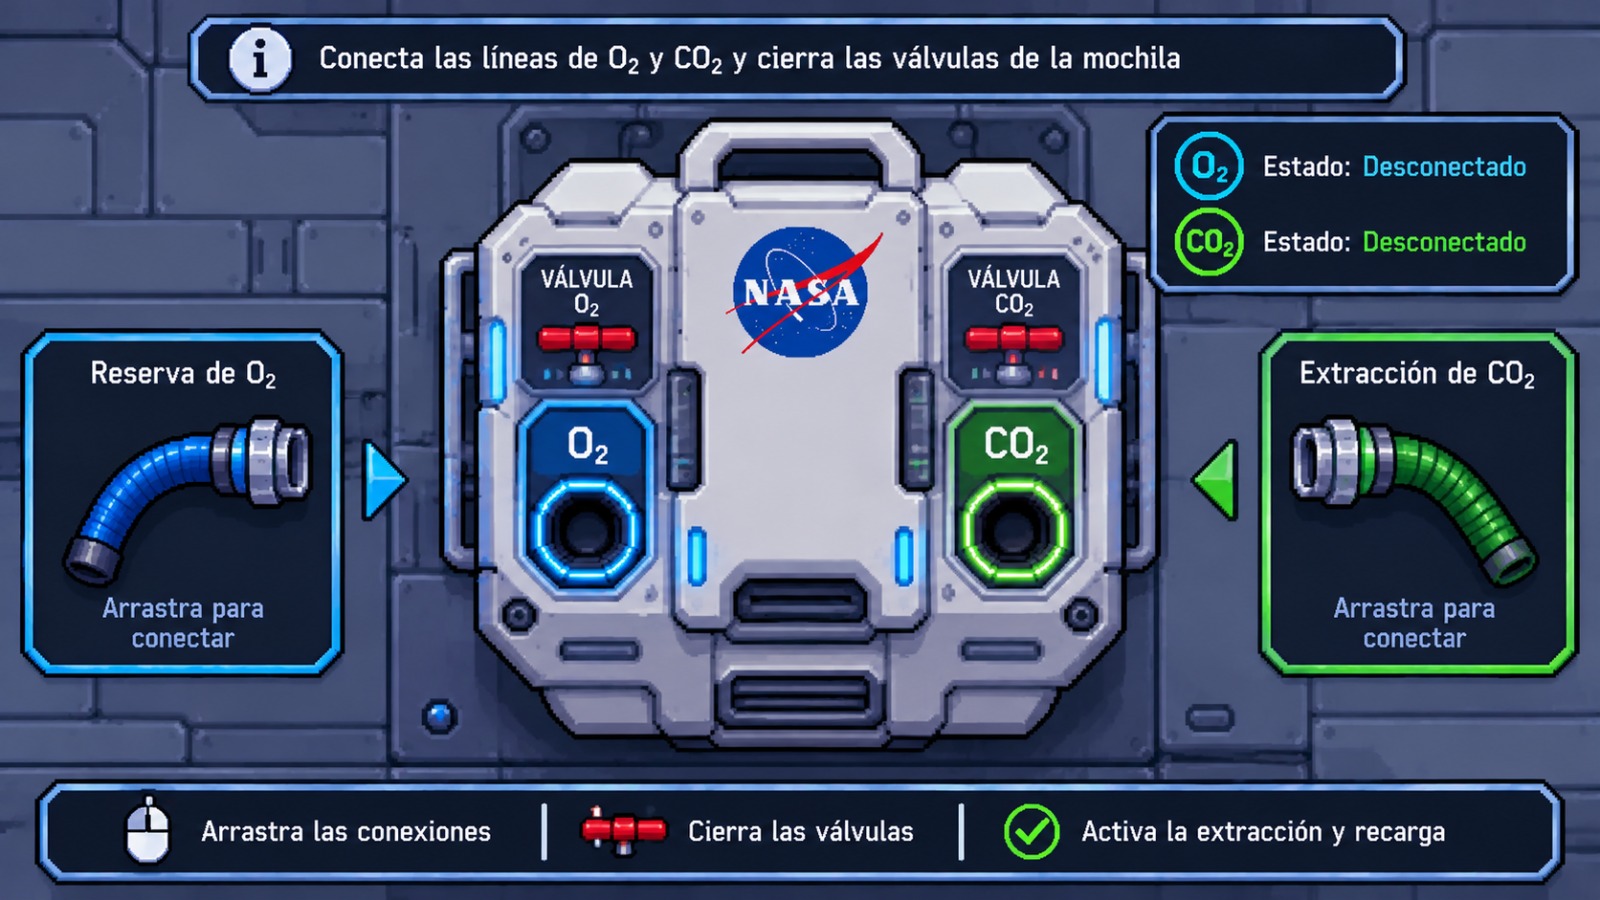 Conecta las líneas de O₂ y CO₂ y cierra las válvulas de la mochila
O₂ Estado: Desconectado
CO₂ Estado: Desconectado
VÁLVULA
O₂
NASA
VÁLVULA
CO₂
Reserva de O₂
Arrastra para
conectar
O₂
CO₂
Extracción de CO₂
Arrastra para
conectar
Arrastra las conexiones
Cierra las válvulas
Activa la extracción y recarga